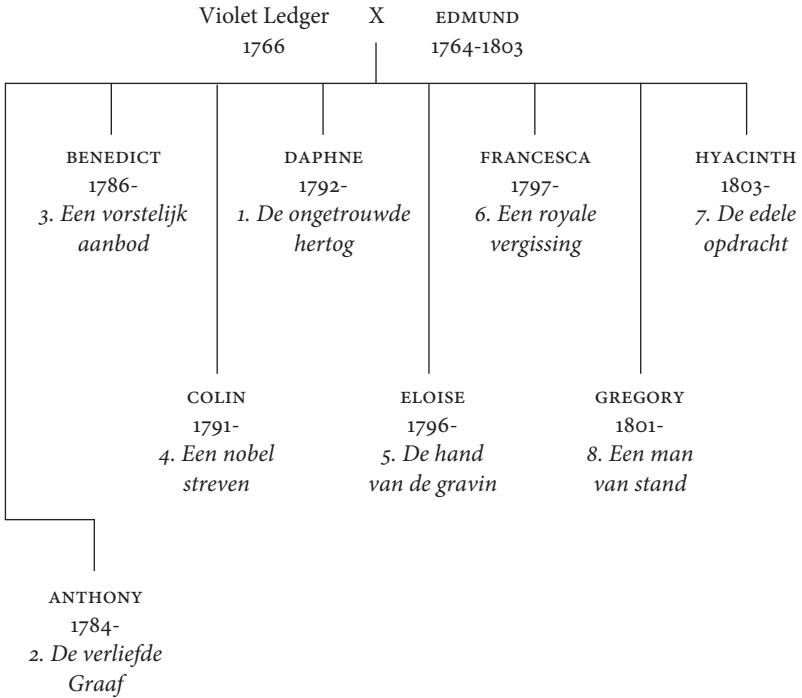 Violet Ledger X EDMUND
1766 1764-1803
BENEDICT
1786-
3. Een vorstelijk
aanbod
DAPHNE
1792-
1. De ongetrouwde
hertog
FRANCESCA
1797-
6. Een royale
vergissing
HYACINTH
1803-
7. De edele
opdracht
COLIN
1791-
4. Een nobel
streven
ELOISE
1796-
5. De hand
van de gravin
GREGORY
1801-
8. Een man
van stand
ANTHONY
1784-
2. De verliefde
Graaf